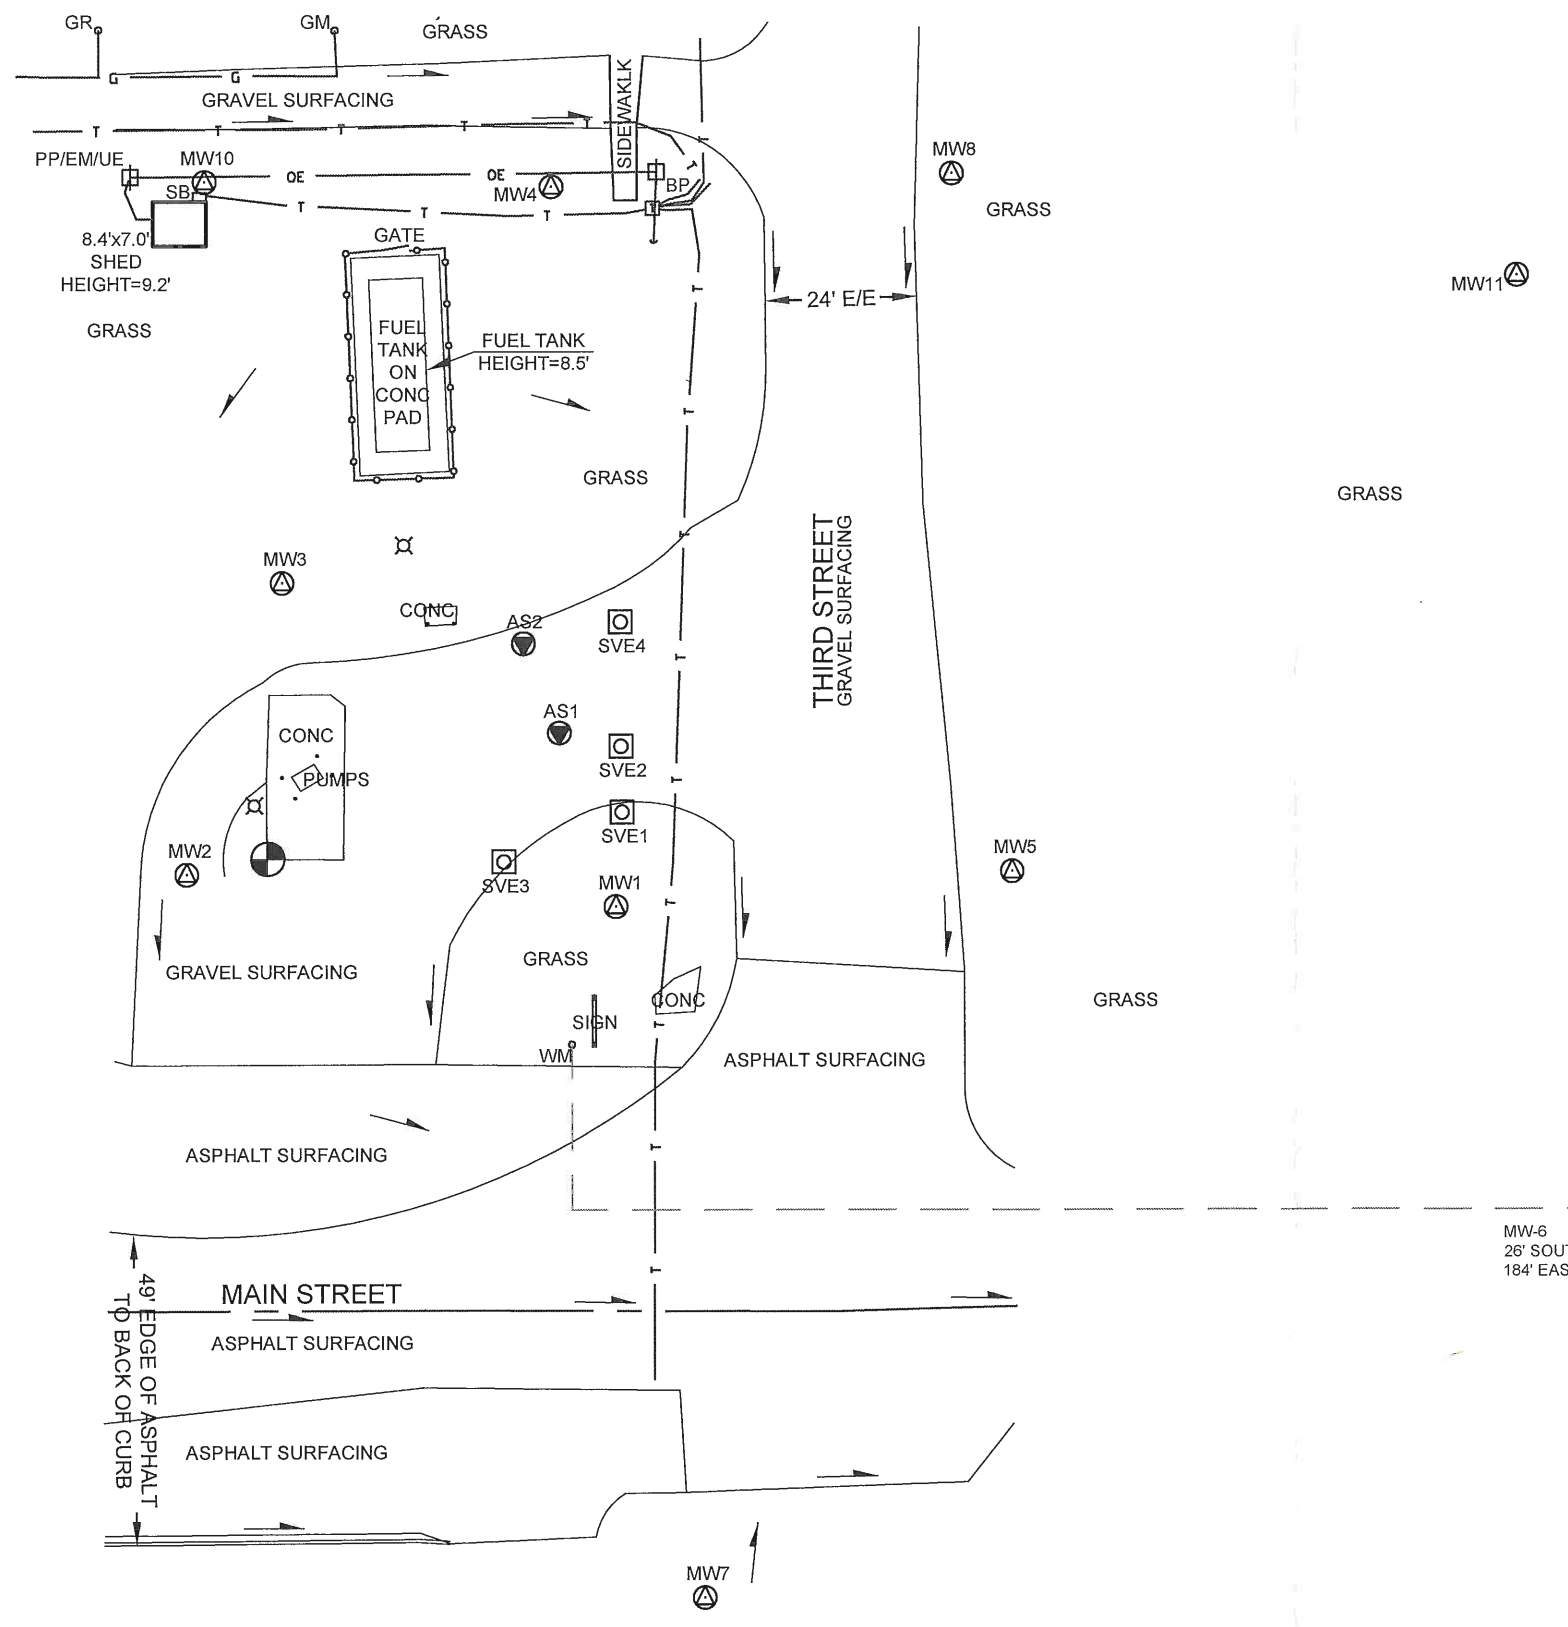 GR
GM
GRASS
G
G
GRAVEL SURFACING
SIDEWAKLK
T
T
T
T
T
T
PP/EM/UE
MW10
OE
OE
MW4
T
BP
MW8
SB
T
T
T
T
GRASS
8.4'x7.0'
SHED
HEIGHT=9.2'
GATE
MW11
T
24' E/E
GRASS
FUEL
TANK
ON
CONC
PAD
FUEL TANK
HEIGHT=8.5'
T
GRASS
GRASS
T
THIRD STREET
GRAVEL SURFACING
MW3
CONC
AS2
SVE4
T
AS1
CONC
SVE2
PUMPS
T
SVE1
MW2
MW5
SVE3
MW1
T
GRASS
GRAVEL SURFACING
CONC
GRASS
SIGN
T
WM
ASPHALT SURFACING
ASPHALT SURFACING
T
MW-6
26' SOU
184' EAS
T
MAIN STREET
ASPHALT SURFACING
49' EDGE OF ASPHALT
TO BACK OF CURB
ASPHALT SURFACING
MW7